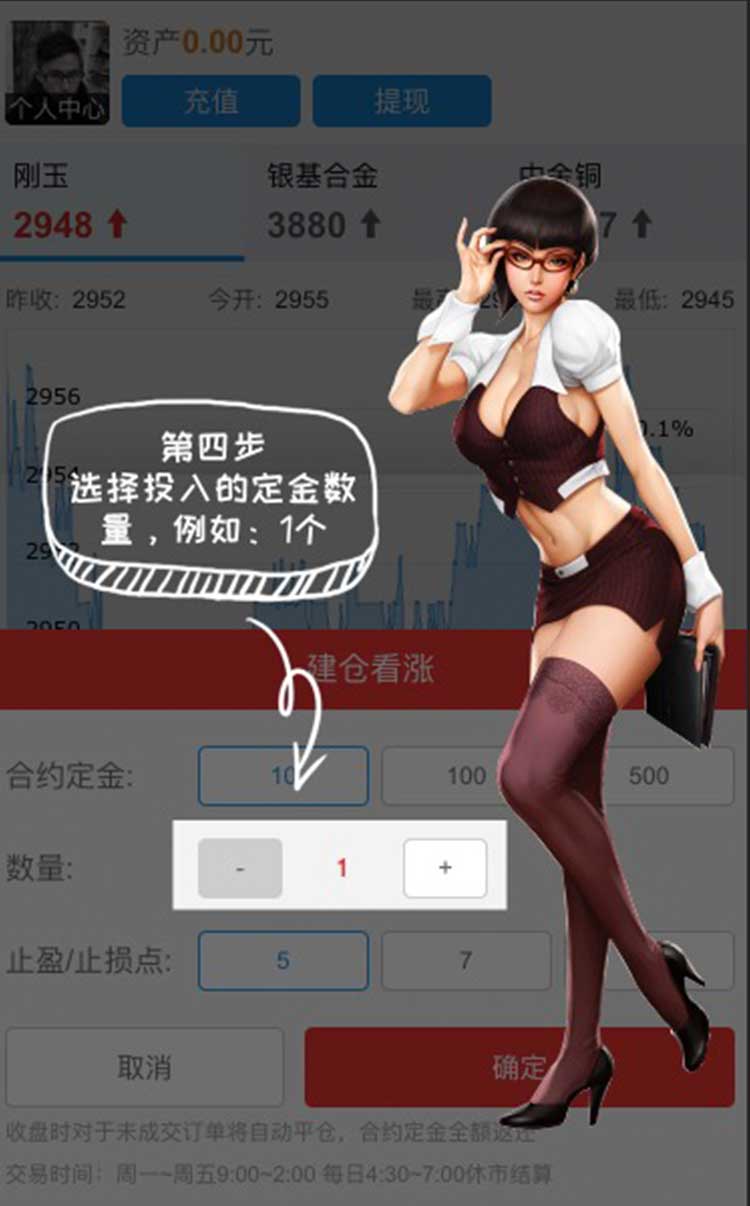 资产0.00元
个人中心
充值 提现
刚玉 银基合金 中金铜
2948 3880 7
昨收: 2952 今开: 2955 最高: 29 最低: 2945
2956
0.1%
第四步
2954
选择投入的定金数
量，例如：1个
2952
2950
建仓看涨
合约定金: 10 100 500
数量: - 1 +
止盈/止损点: 5 7
取消 确定
收盘时对于未成交订单将自动平仓，合约定金全额返还
交易时间：周一~周五9:00~2:00 每日4:30~7:00休市结算